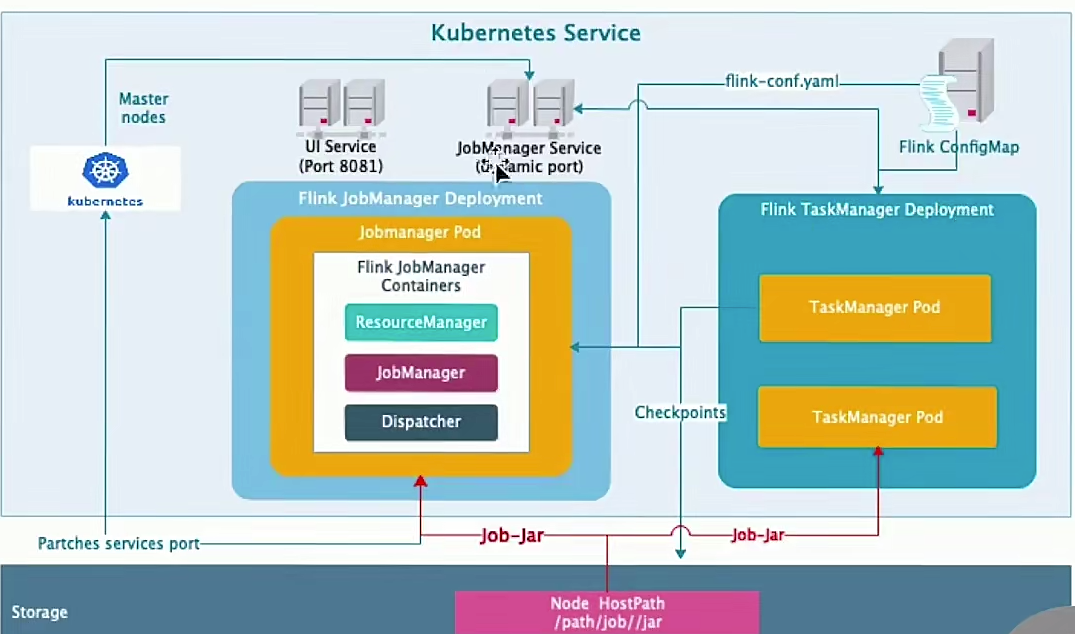 Kubernetes Service
flink-conf.yaml
Master
nodes
UI Service
(Port 8081)
JobManager Service
port)
Flink ConfigMap
kubernetes
Flink JobManager Deployment
Jobmanager Pod
Flink JobManager
Containers
ResourceManager
JobManager
Dispatcher
Flink TaskManager Deployment
TaskManager Pod
TaskManager Pod
Checkpoints
Partches services port
Job-Jar
Job-Jar
Storage
Node HostPath
/path/job//jar